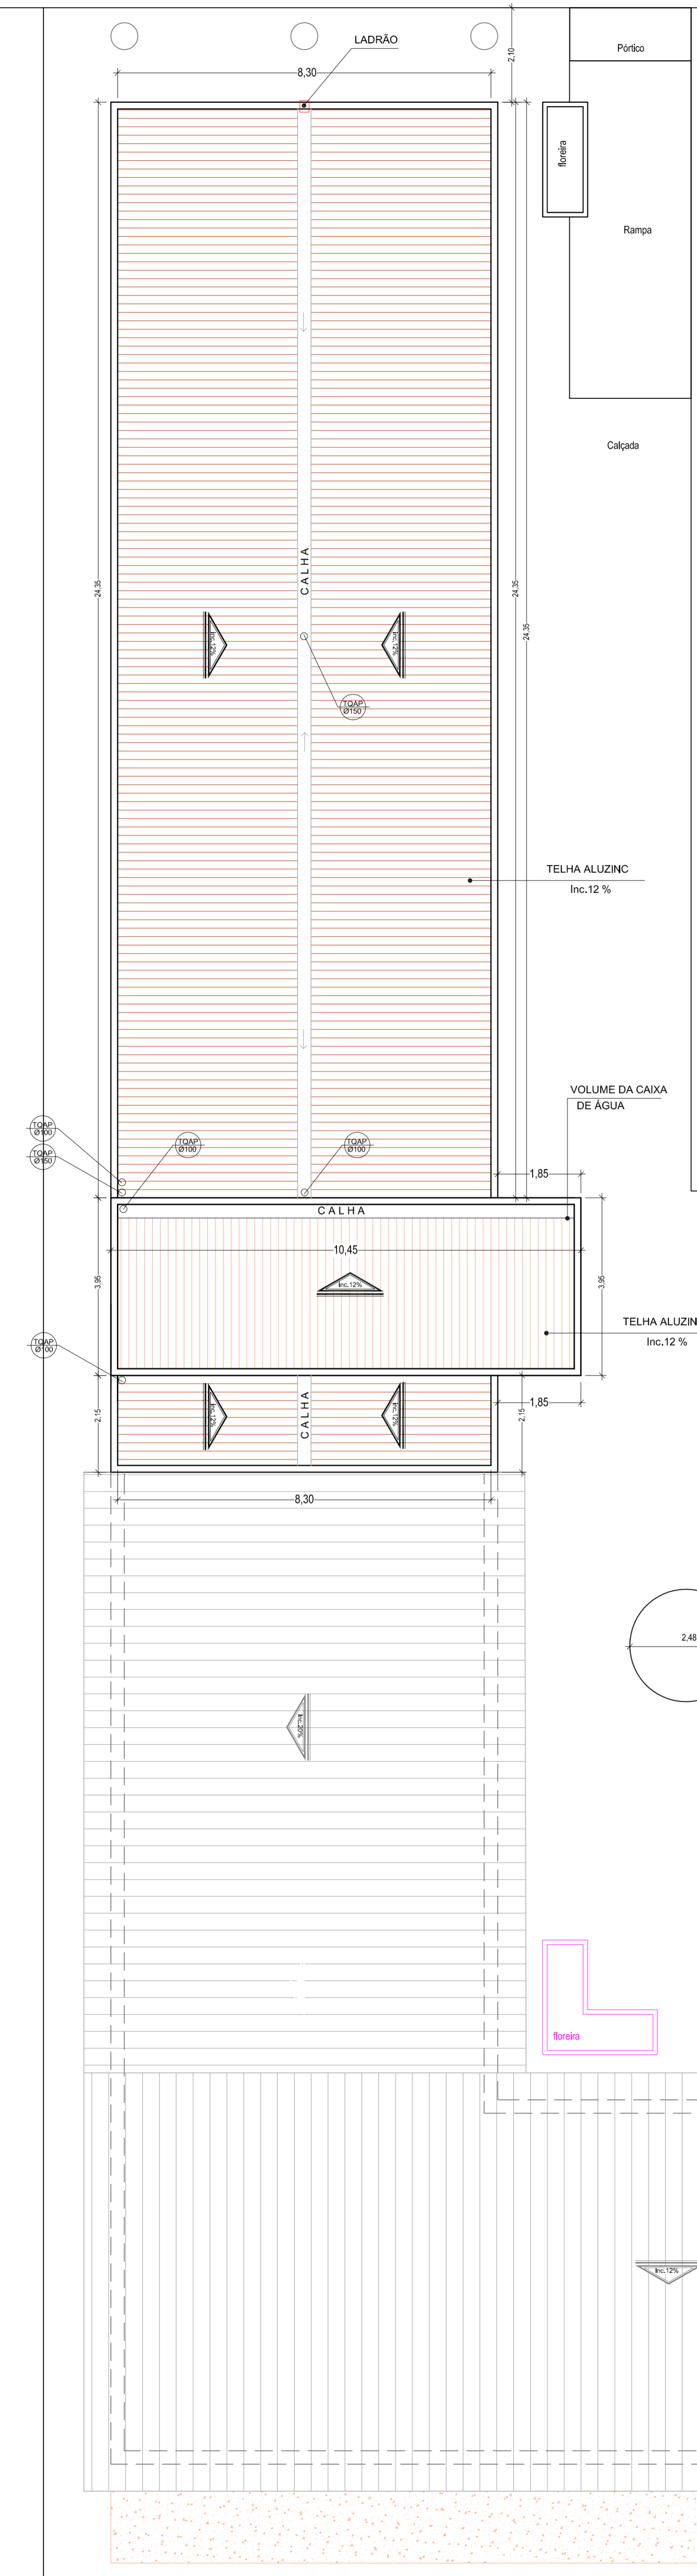 LADRÃO
2,10
Pórtico
8,30
floreira
Rampa
Calçada
CALHA
24,35
24,35
24,35
Inc.12%
Inc.12%
TQAP
Ø150
TELHA ALUZINC
Inc.12 %
VOLUME DA CAIXA
DE ÁGUA
TQAP
Ø100
TQAP
Ø150
TQAP
Ø100
TQAP
Ø100
1,85
CALHA
10,45
3,95
3,95
Inc.12%
TELHA ALUZIN
Inc.12 %
TQAP
Ø100
2,15
Inc.12%
CALHA
Inc.12%
1,85
2,15
8,30
2,48
Inc.20%
floreira
Inc.12%